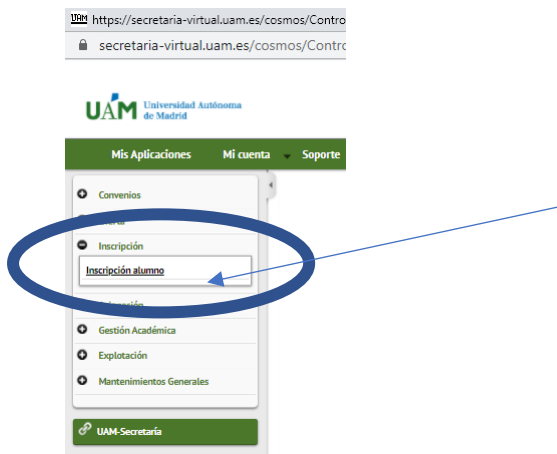 UAM https://secretaria-virtual.uam.es/cosmos/Contro
secretaria-virtual.uam.es/cosmos/Contro
UAM Universidad Autónoma
de Madrid
Mis Aplicaciones Mi cuenta Soporte
Convenios
Inscripción
Inscripción alumno
Gestión Académica
Explotación
Mantenimientos Generales
UAM-Secretaría